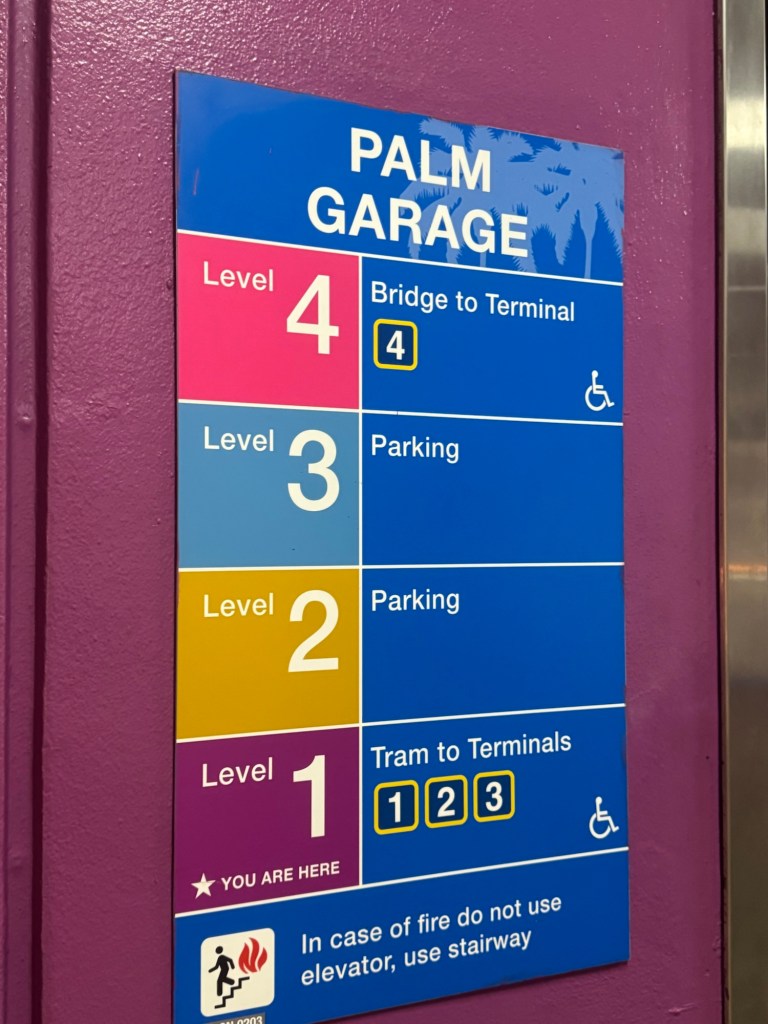 PALM
GARAGE
Level 4
Bridge to Terminal
4
Level 3
Parking
Level 2
Parking
Level 1
Tram to Terminals
1 2 3
★ YOU ARE HERE
In case of fire do not use
elevator, use stairway
0203